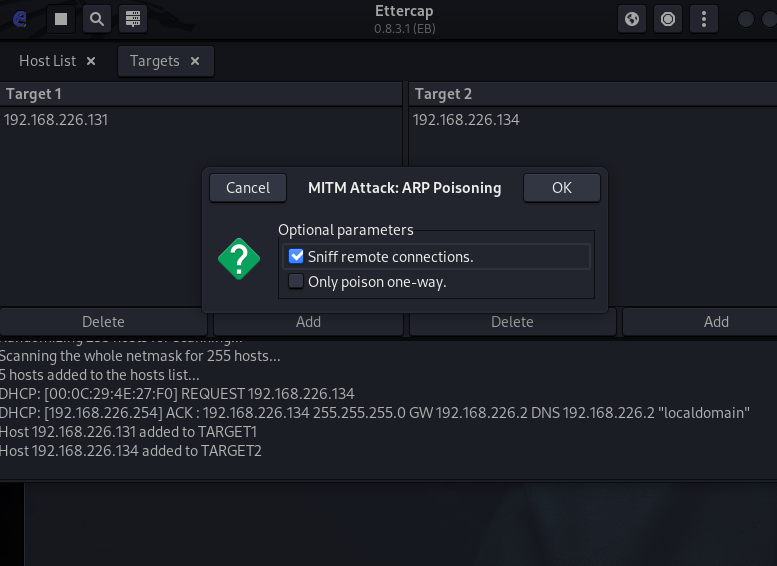 Ettercap
0.8.3.1 (EB)
Host List ×
Targets ×
Target 1
Target 2
192.168.226.131
192.168.226.134
Cancel
MITM Attack: ARP Poisoning
OK
Optional parameters
Sniff remote connections.
Only poison one-way.
Delete
Add
Delete
Add
Randomizing 255 hosts for scanning...
Scanning the whole netmask for 255 hosts...
5 hosts added to the hosts list...
DHCP: [00:0C:29:4E:27:F0] REQUEST 192.168.226.134
DHCP: [192.168.226.254] ACK : 192.168.226.134 255.255.255.0 GW 192.168.226.2 DNS 192.168.226.2 "localdomain"
Host 192.168.226.131 added to TARGET1
Host 192.168.226.134 added to TARGET2